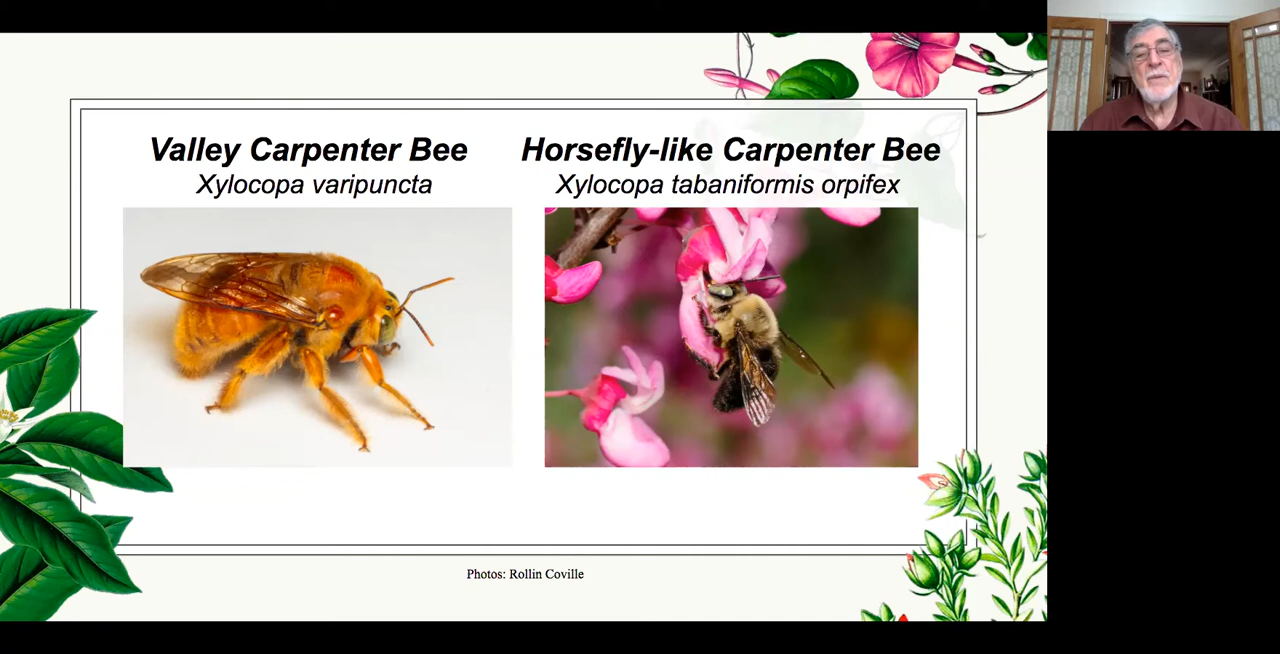 Valley Carpenter Bee
Xylocopa varipuncta
Horsefly-like Carpenter Bee
Xylocopa tabaniformis orpifex
Photos: Rollin Coville